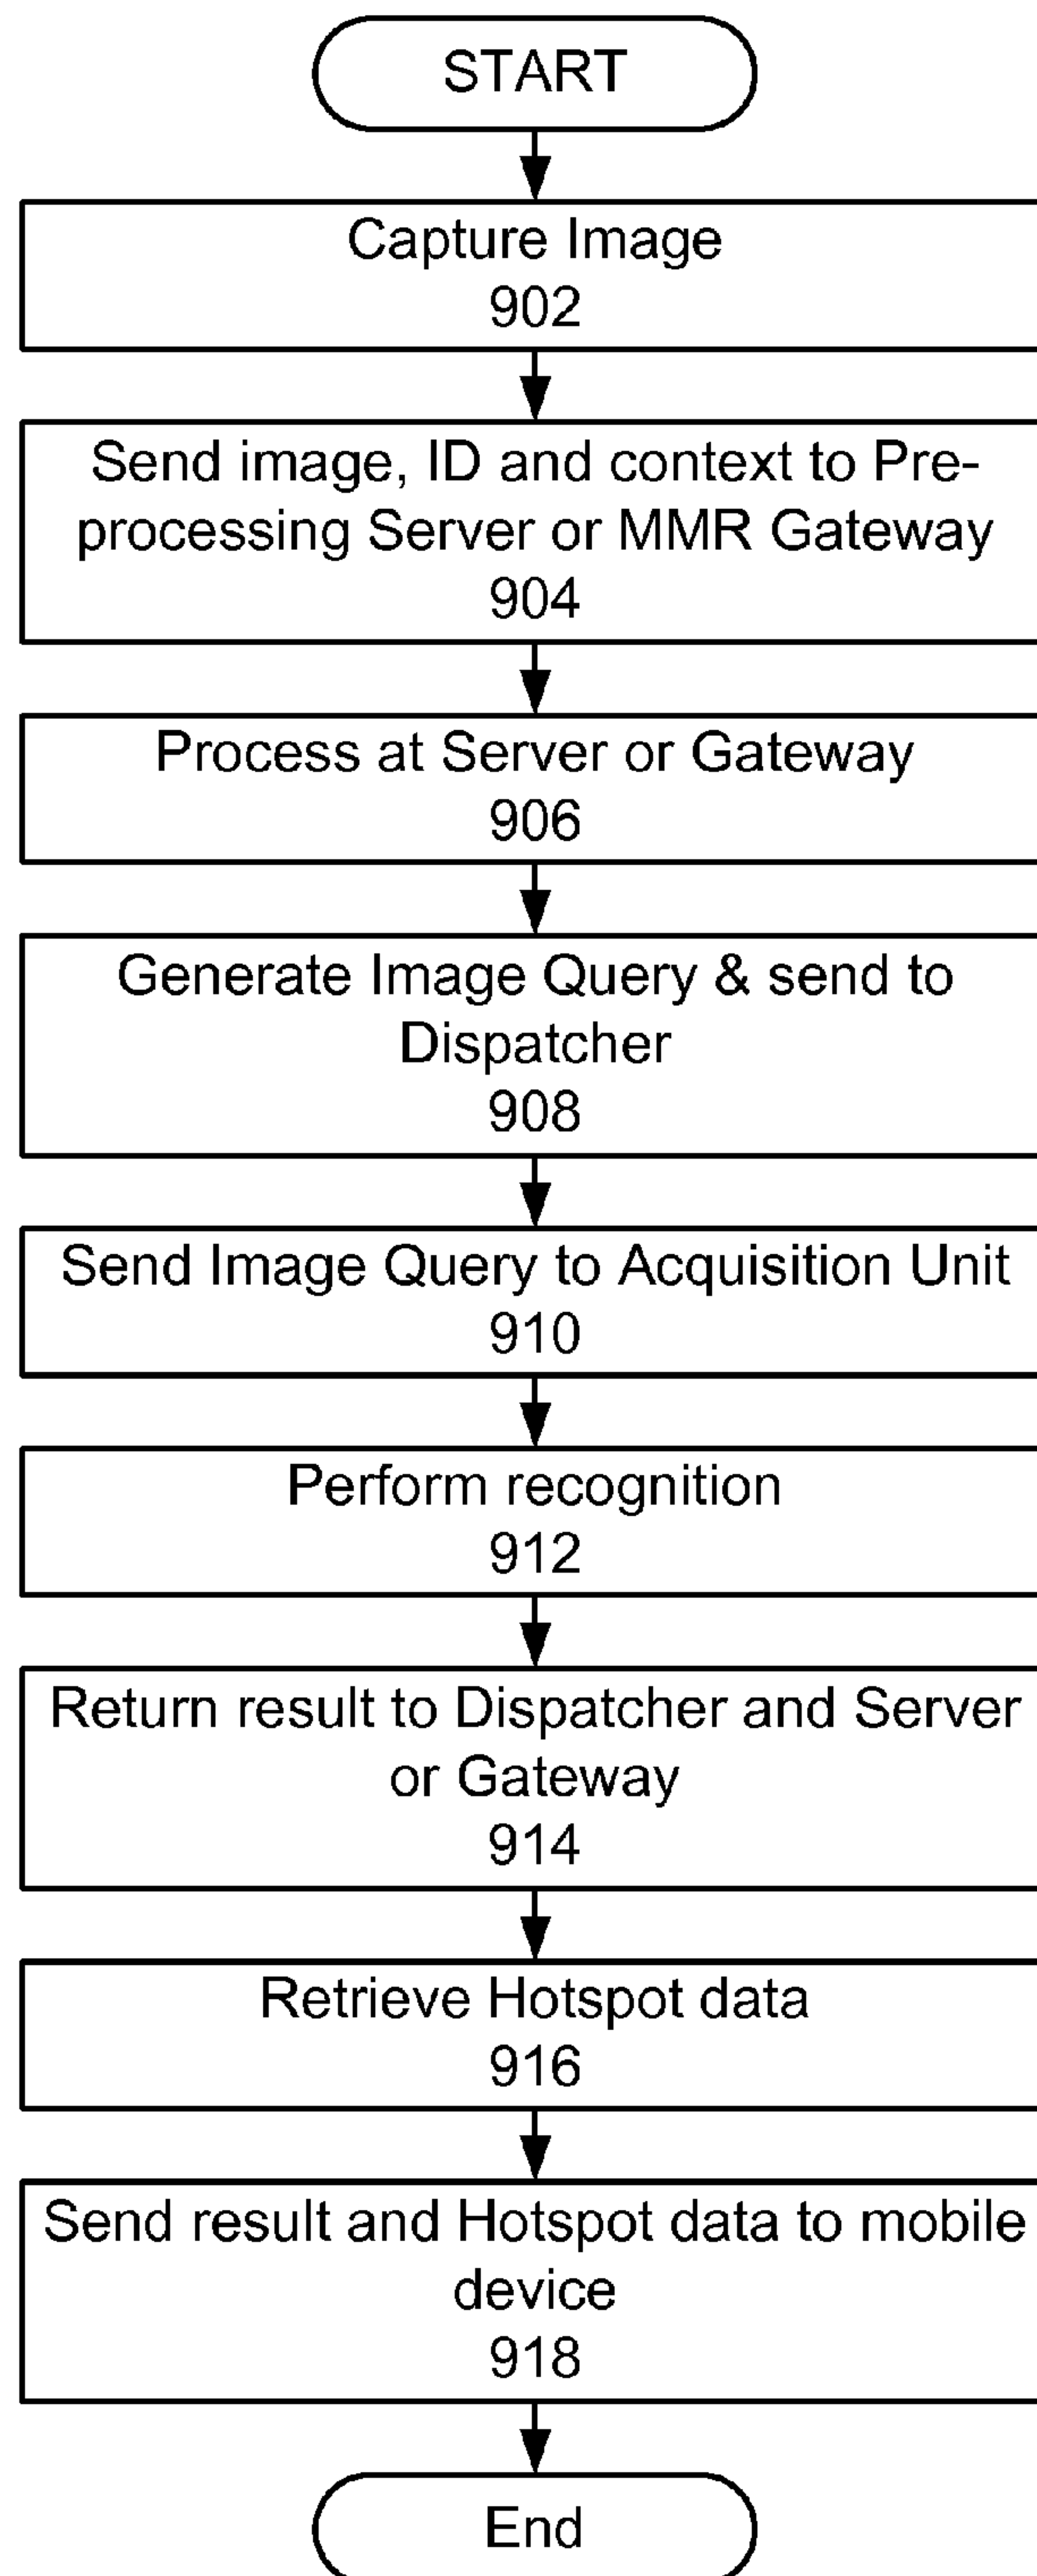 START
Capture Image
902
Send image, ID and context to Pre-
processing Server or MMR Gateway
904
Process at Server or Gateway
906
Generate Image Query & send to
Dispatcher
908
Send Image Query to Acquisition Unit
910
Perform recognition
912
Return result to Dispatcher and Server
or Gateway
914
Retrieve Hotspot data
916
Send result and Hotspot data to mobile
device
918
End